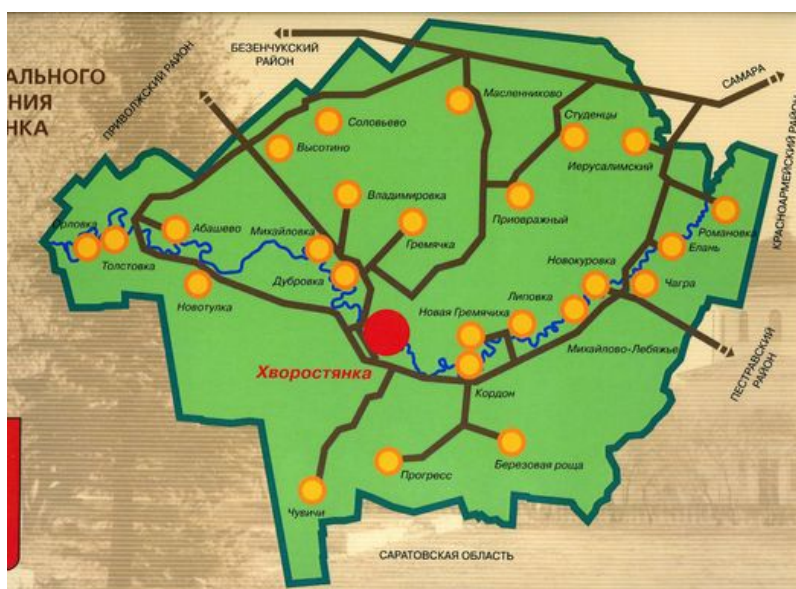 АЛЬНОГО
НИЯ
НКА
БЕЗЕНЧУКСКИЙ
РАЙОН
ПРИВОЛЖСКИЙ РАЙОН
САМАРА
КРАСНОАРМЕЙСКИЙ РАЙОН
Масленниково
Соловьево
Студенцы
Высотино
Иерусалимский
Владимировка
Приовражный
Романовка
Орловка
Абашево
Михайловка
Гремячка
Елань
Толстовка
Дубровка
Новокуровка
Чагра
Новотулка
Новая Гремячиха
Липовка
Михайлово-Лебяжье
Хворостянка
Кордон
ПЕСТРАВСКИЙ
РАЙОН
Прогресс
Березовая роща
Чувичи
САРАТОВСКАЯ ОБЛАСТЬ